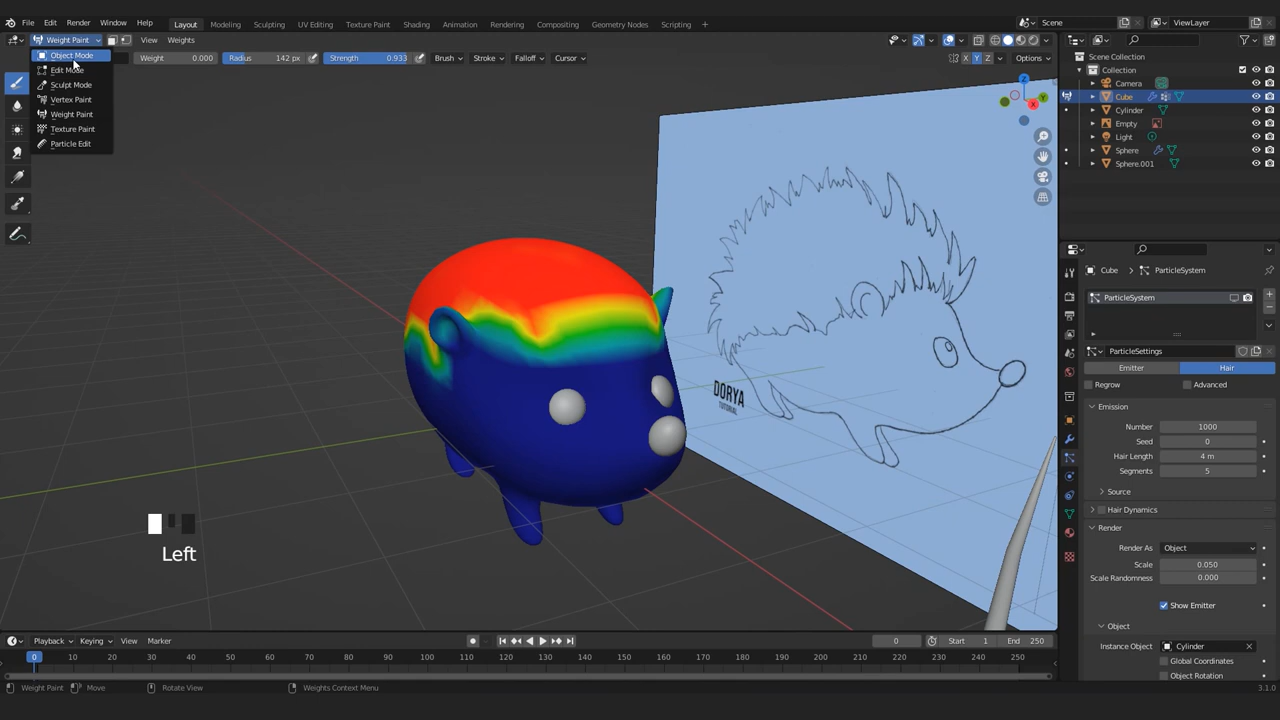 File Edit Render Window Help Layout Modeling Sculpting UV Editing Texture Paint Shading Animation Rendering Compositing Geometry Nodes Scripting + Scene ViewLayer
Weight Paint View Weights
Object Mode Weight 0.000 Radius 142 px Strength 0.933 Brush Stroke Falloff Cursor X Y Z Options
Edit Mode
Sculpt Mode
Vertex Paint
Weight Paint
Texture Paint
Particle Edit
Z
Y
X
Scene Collection
Collection
Camera
Cube
Cylinder
Empty
Light
Sphere
Sphere.001
Cube > ParticleSystem
ParticleSystem
ParticleSettings
Emitter Hair
Regrow Advanced
Emission
Number 1000
Seed 0
Hair Length 4 m
Segments 5
Source
Hair Dynamics
Render
Render As Object
Scale 0.050
Scale Randomness 0.000
Show Emitter
Object
Instance Object Cylinder
Global Coordinates
Object Rotation
DORYA
TUTORIAL
Left
Playback Keying View Marker 0 Start 1 End 250
0 10 20 30 40 50 60 70 80 90 100 110 120 130 140 150 160 170 180 190 200 210 220 230 240 250
Weight Paint Move Rotate View Weights Context Menu 3.1.0